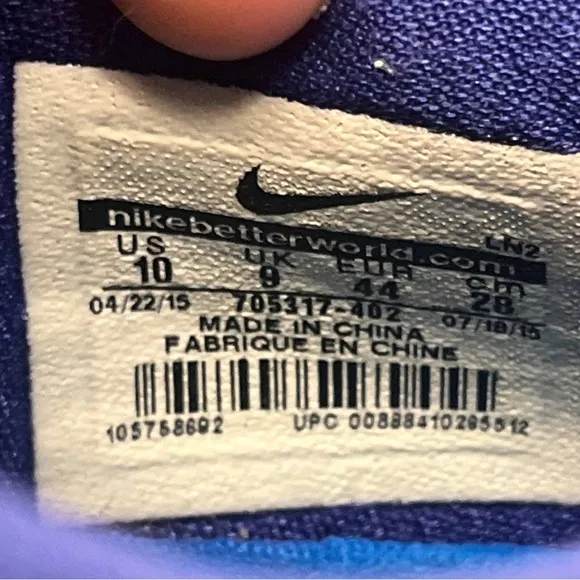 nikebetterworld.com
LN2
US UK EUR cm
10 9 44 28
04/22/15 705317-402 07/18/15
MADE IN CHINA
FABRIQUE EN CHINE
105758692 UPC 00888410265512